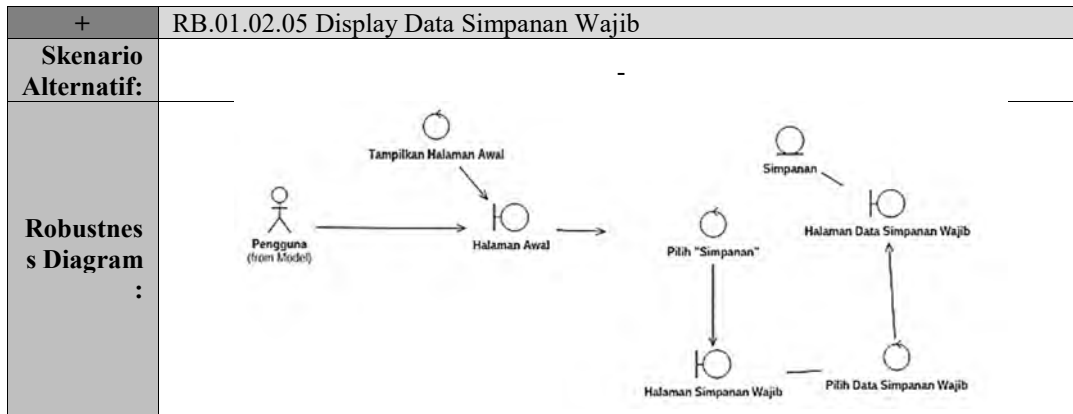 + RB.01.02.05 Display Data Simpanan Wajib
Skenario
Alternatif:
-
Robustnes
s Diagram
:
Tampilkan Halaman Awal
Simpanan
Pengguna
(from Model)
Halaman Awal
Pilih "Simpanan"
Halaman Data Simpanan Wajib
Halaman Simpanan Wajib
Pilih Data Simpanan Wajib